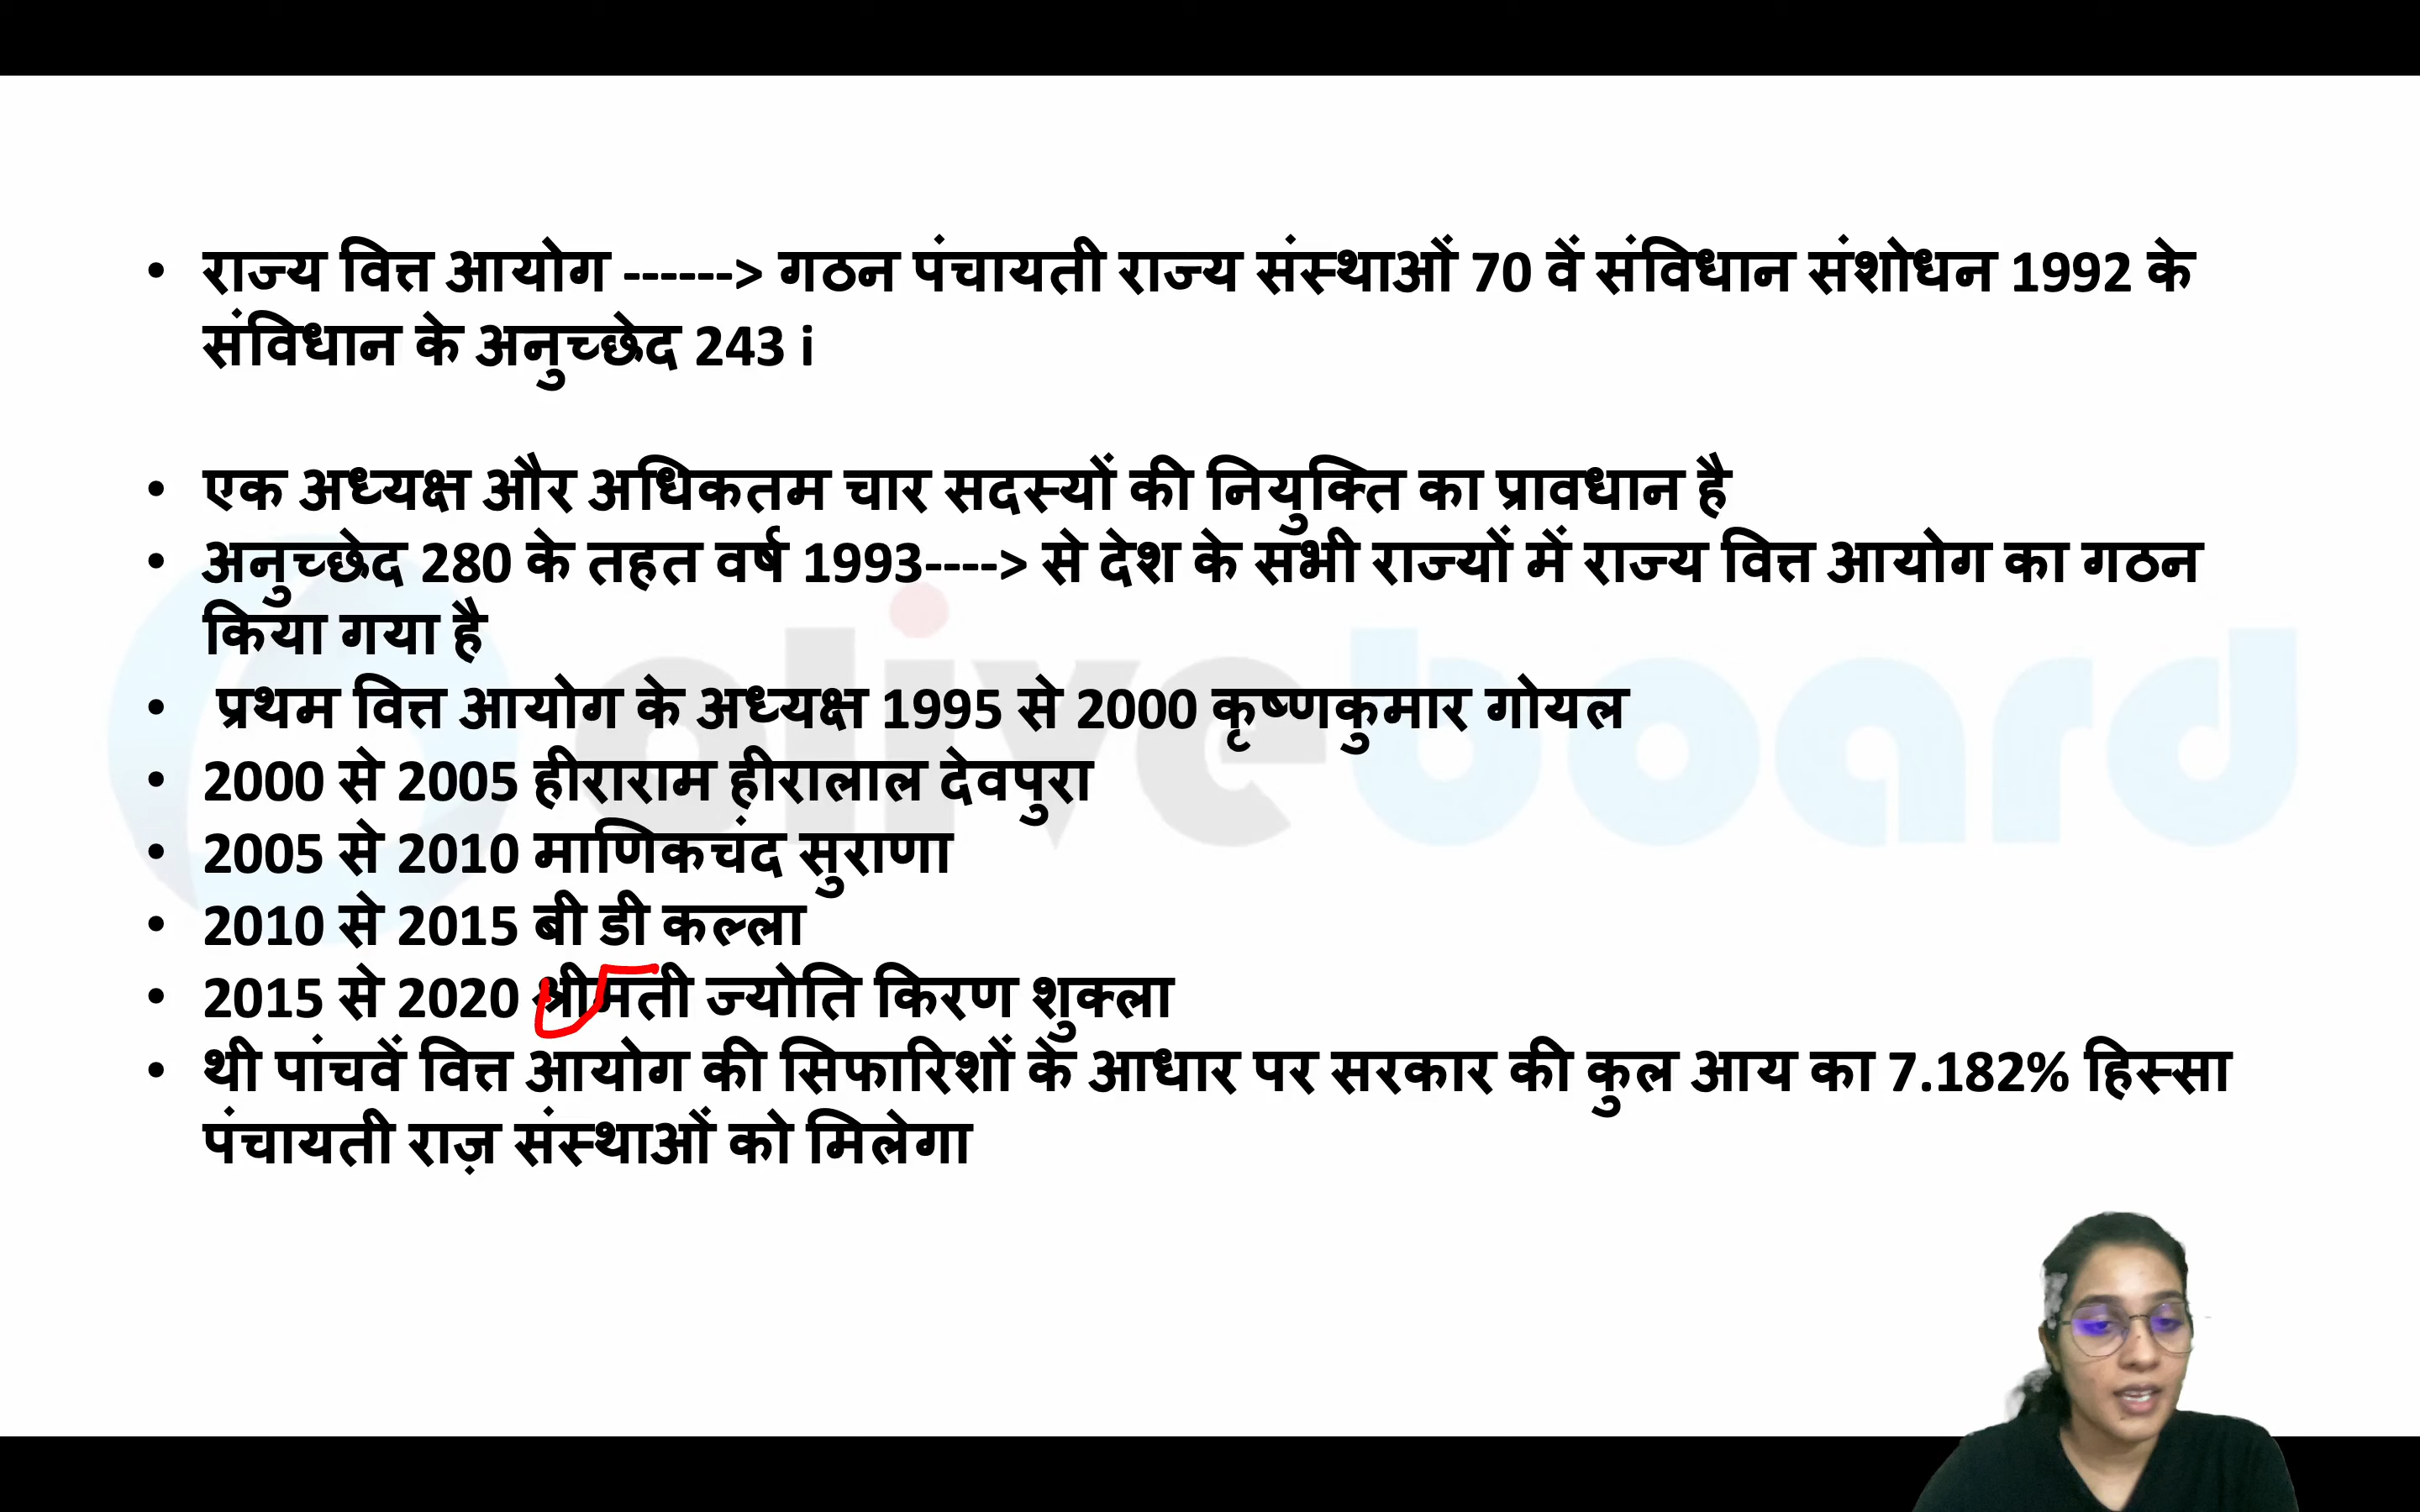 • राज्य वित्त आयोग ------> गठन पंचायती राज्य संस्थाओं 70 वें संविधान संशोधन 1992 के
संविधान के अनुच्छेद 243 i
• एक अध्यक्ष और अधिकतम चार सदस्यों की नियुक्ति का प्रावधान है
• अनुच्छेद 280 के तहत वर्ष 1993----> से देश के सभी राज्यों में राज्य वित्त आयोग का गठन
किया गया है
• प्रथम वित्त आयोग के अध्यक्ष 1995 से 2000 कृष्णकुमार गोयल
• 2000 से 2005 हीराराम हीरालाल देवपुरा
• 2005 से 2010 माणिकचंद सुराणा
• 2010 से 2015 बी डी कल्ला
• 2015 से 2020 श्रीमती ज्योति किरण शुक्ला
• थी पांचवें वित्त आयोग की सिफारिशों के आधार पर सरकार की कुल आय का 7.182% हिस्सा
पंचायती राज़ संस्थाओं को मिलेगा
oliveboard